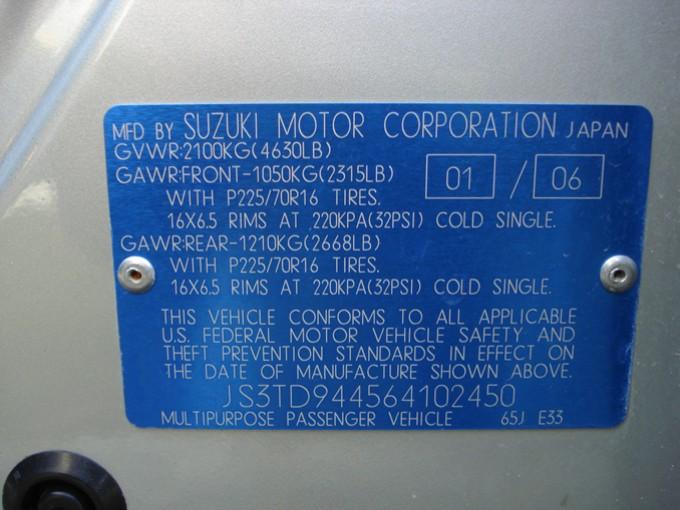 MFD BY SUZUKI MOTOR CORPORATION JAPAN
GVWR:2100KG(4630LB)
GAWR:FRONT-1050KG(2315LB) 01 / 06
WITH P225/70R16 TIRES.
16X6.5 RIMS AT 220KPA(32PSI) COLD SINGLE.
GAWR:REAR-1210KG(2668LB)
WITH P225/70R16 TIRES.
16X6.5 RIMS AT 220KPA(32PSI) COLD SINGLE.
THIS VEHICLE CONFORMS TO ALL APPLICABLE
U.S. FEDERAL MOTOR VEHICLE SAFETY AND
THEFT PREVENTION STANDARDS IN EFFECT ON
THE DATE OF MANUFACTURE SHOWN ABOVE.
JS3TD944564102450
MULTIPURPOSE PASSENGER VEHICLE 65J E33